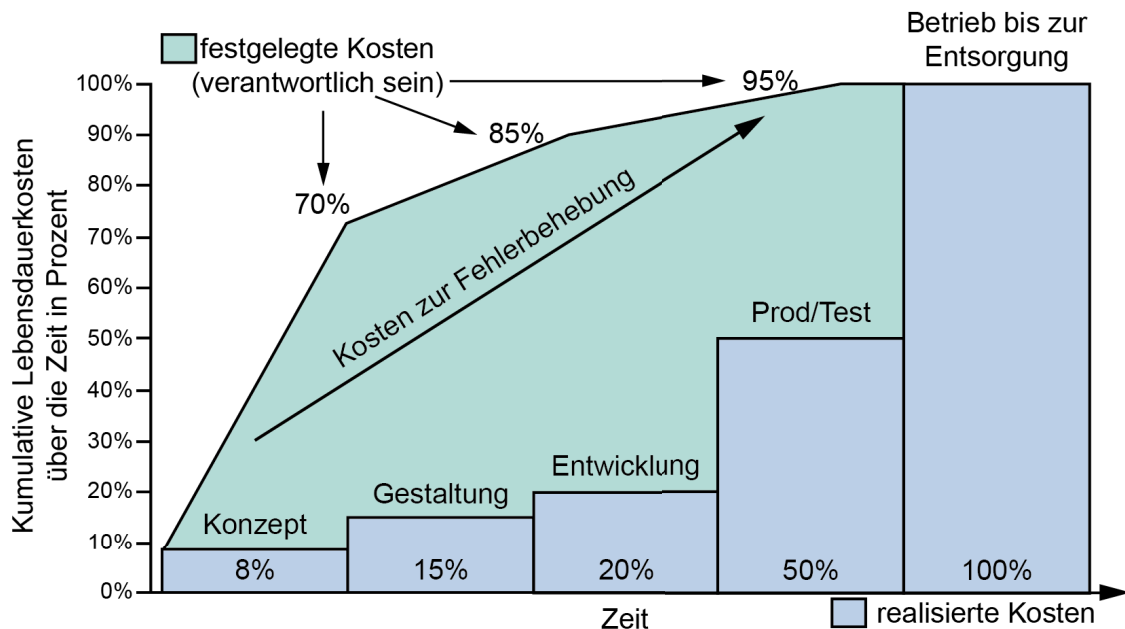 Betrieb bis zur
Entsorgung
festgelegte Kosten
(verantwortlich sein)
95%
85%
70%
100%
90%
80%
70%
60%
50%
40%
30%
20%
10%
0%
Kumulative Lebensdauerkosten
über die Zeit in Prozent
Kosten zur Fehlerbehebung
Prod/Test
Entwicklung
Gestaltung
Konzept
8%
15%
20%
50%
100%
Zeit
realisierte Kosten